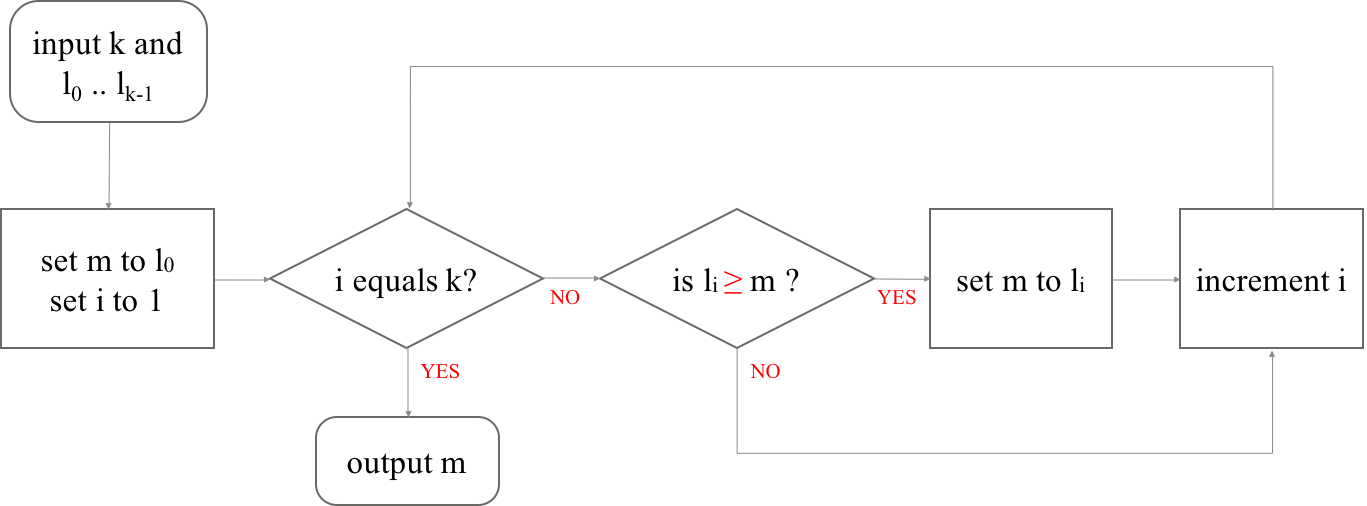 input k and
l0 .. lk-1
set m to l0
set i to 1
i equals k?
NO
YES
output m
is li ≥ m ?
YES
NO
set m to li
increment i